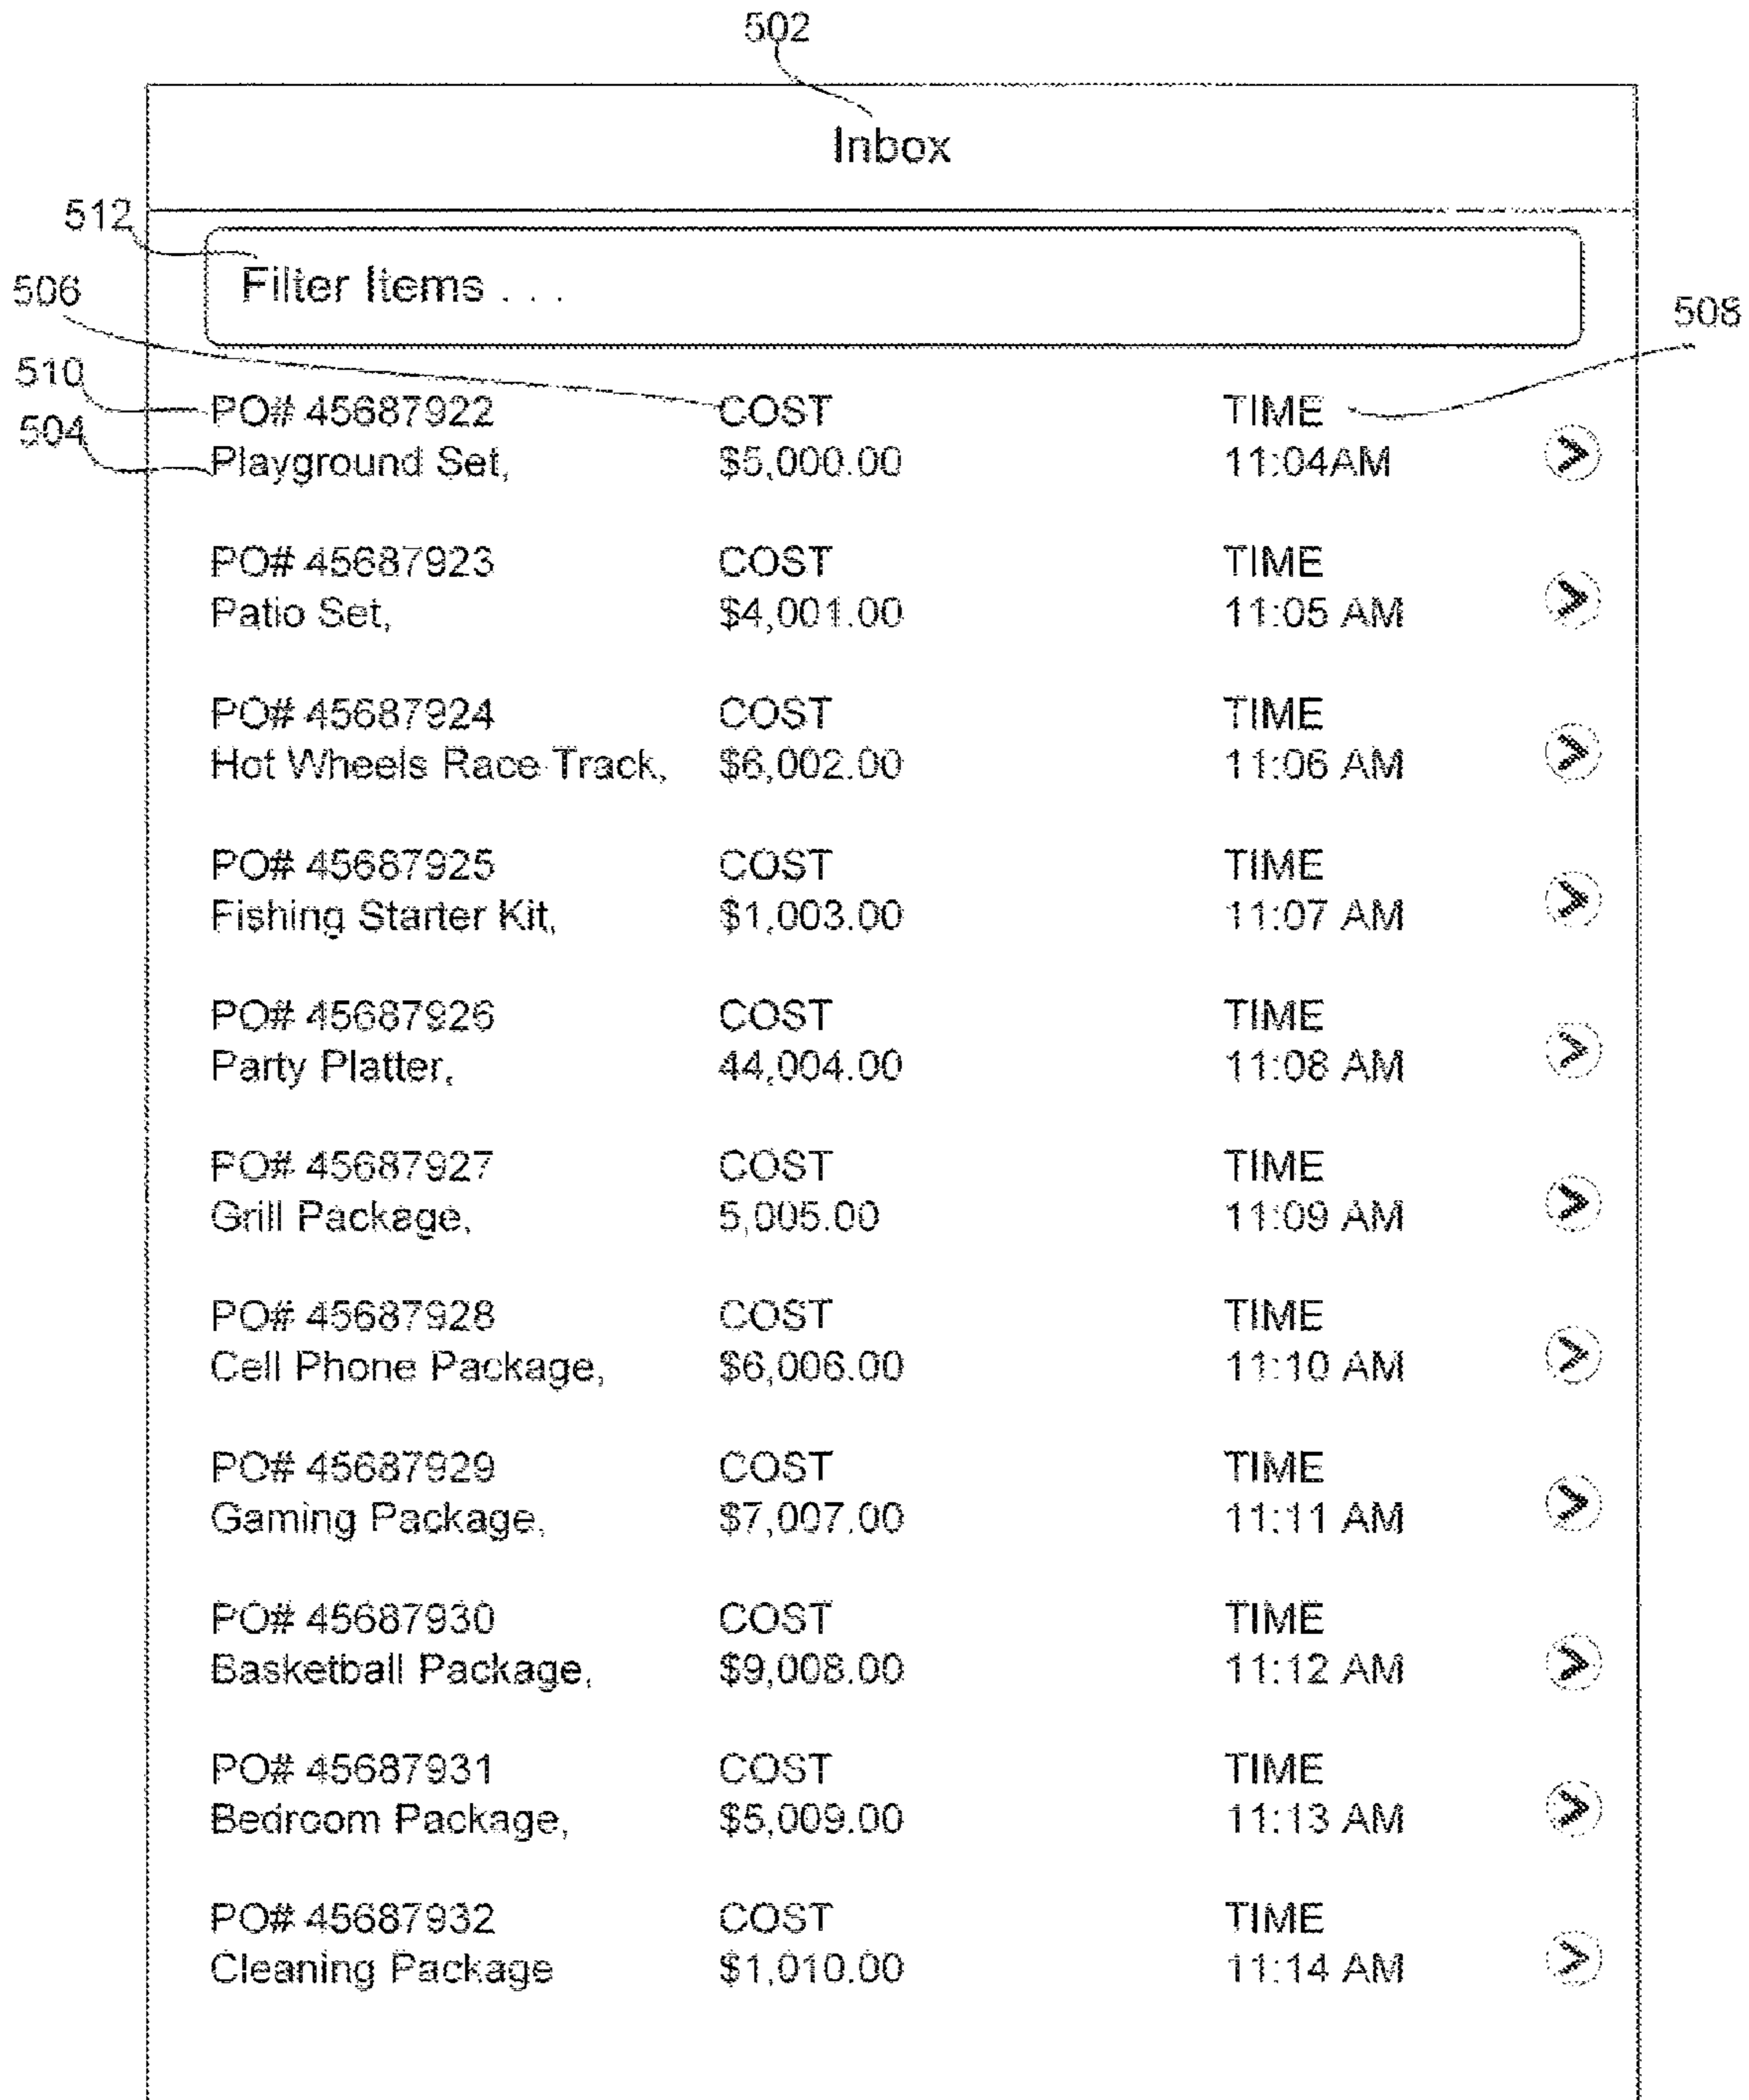 502
Inbox
512
Filter Items . . .
506
508
510
PO# 45687922 COST TIME
504
Playground Set, $5,000.00 11:04AM
PO# 45687923 COST TIME
Patio Set, $4,001.00 11:05 AM
PO# 45687924 COST TIME
Hot Wheels Race Track, $6,002.00 11:06 AM
PO# 45687925 COST TIME
Fishing Starter Kit, $1,003.00 11:07 AM
PO# 45687926 COST TIME
Party Platter, 44,004.00 11:08 AM
PO# 45687927 COST TIME
Grill Package, 5,005.00 11:09 AM
PO# 45687928 COST TIME
Cell Phone Package, $6,006.00 11:10 AM
PO# 45687929 COST TIME
Gaming Package, $7,007.00 11:11 AM
PO# 45687930 COST TIME
Basketball Package, $9,008.00 11:12 AM
PO# 45687931 COST TIME
Bedroom Package, $5,009.00 11:13 AM
PO# 45687932 COST TIME
Cleaning Package $1,010.00 11:14 AM